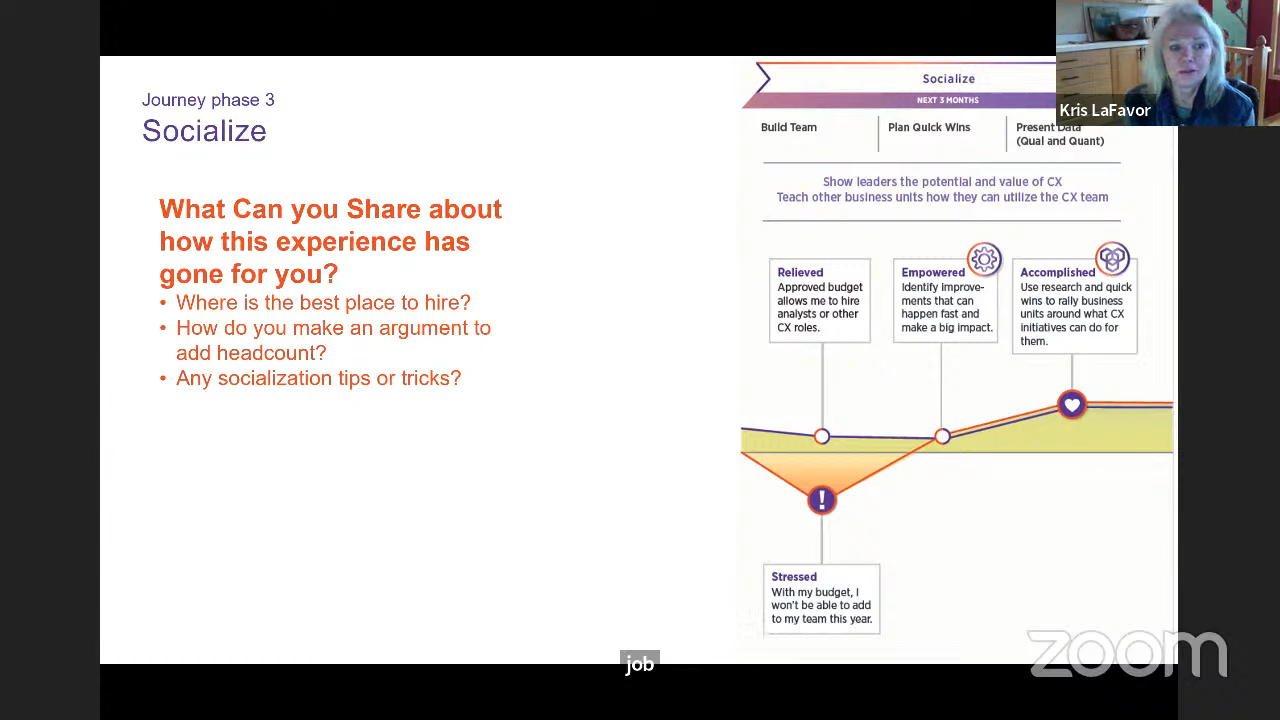 Journey phase 3
Socialize
What Can you Share about
how this experience has
gone for you?
• Where is the best place to hire?
• How do you make an argument to
add headcount?
• Any socialization tips or tricks?
Socialize
NEXT 3 MONTHS
Build Team
Plan Quick Wins
Present Data
(Qual and Quant)
Show leaders the potential and value of CX
Teach other business units how they can utilize the CX team
Relieved
Approved budget
allows me to hire
analysts or other
CX roles.
Empowered
Identify improve-
ments that can
happen fast and
make a big impact.
Accomplished
Use research and quick
wins to rally business
units around what CX
initiatives can do for
them.
!
Stressed
With my budget, I
won't be able to add
to my team this year.
Kris LaFavor
job
zoom